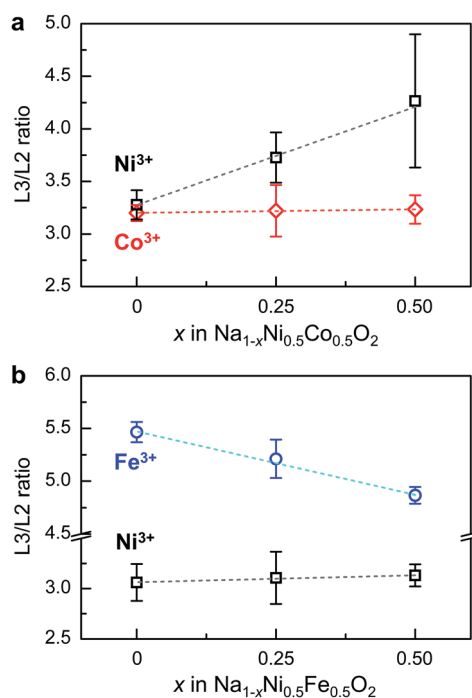 a
5.0
4.5
4.0
3.5
3.0
2.5
L3/L2 ratio
Ni³⁺
Co³⁺
0 0.25 0.50
x in Na₁₋ₓNi₀.₅Co₀.₅O₂
b
6.0
5.5
5.0
4.5
3.0
2.5
L3/L2 ratio
Fe³⁺
Ni³⁺
0 0.25 0.50
x in Na₁₋ₓNi₀.₅Fe₀.₅O₂